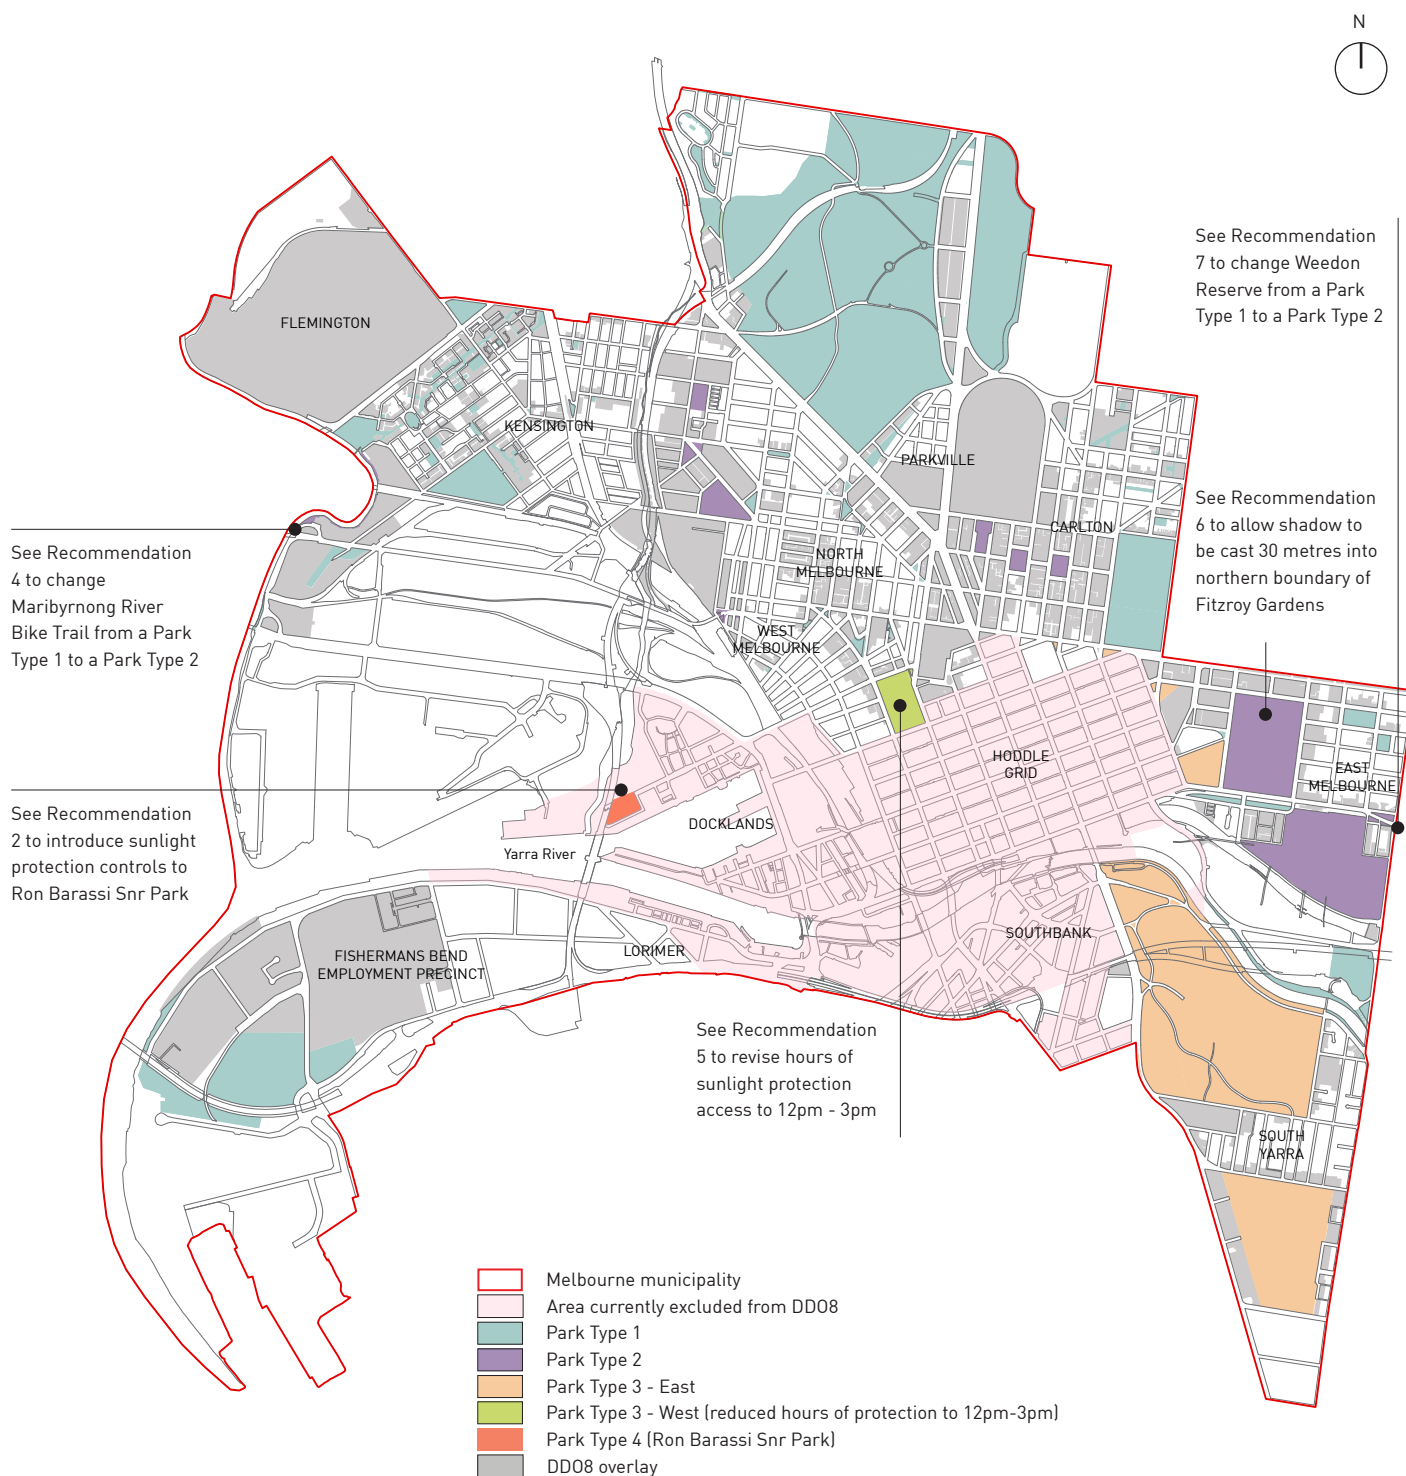 N
See Recommendation
7 to change Weedon
Reserve from a Park
Type 1 to a Park Type 2
FLEMINGTON
KENSINGTON
PARKVILLE
See Recommendation
6 to allow shadow to
be cast 30 metres into
northern boundary of
Fitzroy Gardens
CARLTON
See Recommendation
4 to change
Maribyrnong River
Bike Trail from a Park
Type 1 to a Park Type 2
NORTH
MELBOURNE
WEST
MELBOURNE
HODDLE
GRID
EAST
MELBOURNE
See Recommendation
2 to introduce sunlight
protection controls to
Ron Barassi Snr Park
DOCKLANDS
Yarra River
SOUTHBANK
LORIMER
FISHERMANS BEND
EMPLOYMENT PRECINCT
See Recommendation
5 to revise hours of
sunlight protection
access to 12pm - 3pm
SOUTH
YARRA
Melbourne municipality
Area currently excluded from DDO8
Park Type 1
Park Type 2
Park Type 3 - East
Park Type 3 - West (reduced hours of protection to 12pm-3pm)
Park Type 4 (Ron Barassi Snr Park)
DDO8 overlay